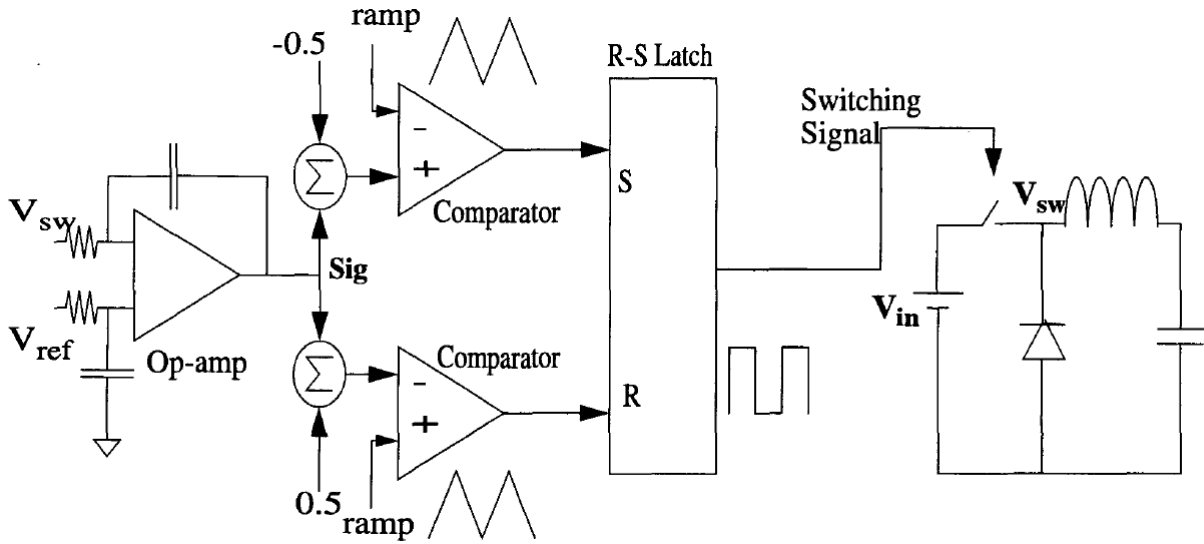 ramp
-0.5
R-S Latch
Switching
Signal
-
+
Σ
S
Comparator
V_sw
V_sw
Sig
V_in
V_ref
Op-amp
Comparator
Σ
-
+
R
0.5
ramp